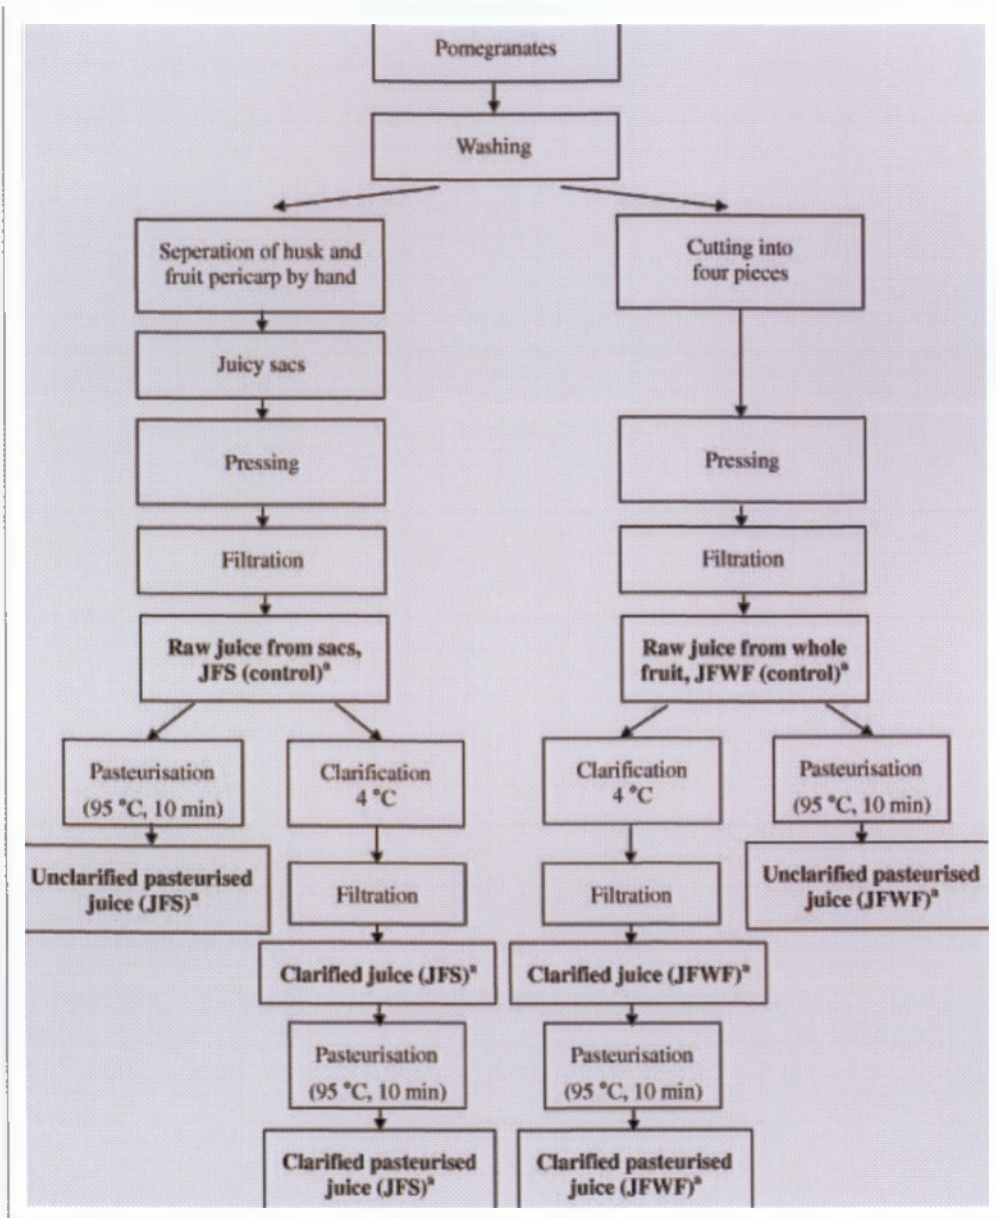 Pomegranates
Washing
Seperation of husk and
fruit pericarp by hand
Juicy sacs
Pressing
Filtration
Raw juice from sacs,
JFS (control)ª
Pasteurisation
(95 °C, 10 min)
Unclarified pasteurised
juice (JFS)ª
Clarification
4 °C
Filtration
Clarified juice (JFS)ª
Pasteurisation
(95 °C, 10 min)
Clarified pasteurised
juice (JFS)ª
Cutting into
four pieces
Pressing
Filtration
Raw juice from whole
fruit, JFWF (control)ª
Clarification
4 °C
Filtration
Clarified juice (JFWF)ª
Pasteurisation
(95 °C, 10 min)
Clarified pasteurised
juice (JFWF)ª
Pasteurisation
(95 °C, 10 min)
Unclarified pasteurised
juice (JFWF)ª